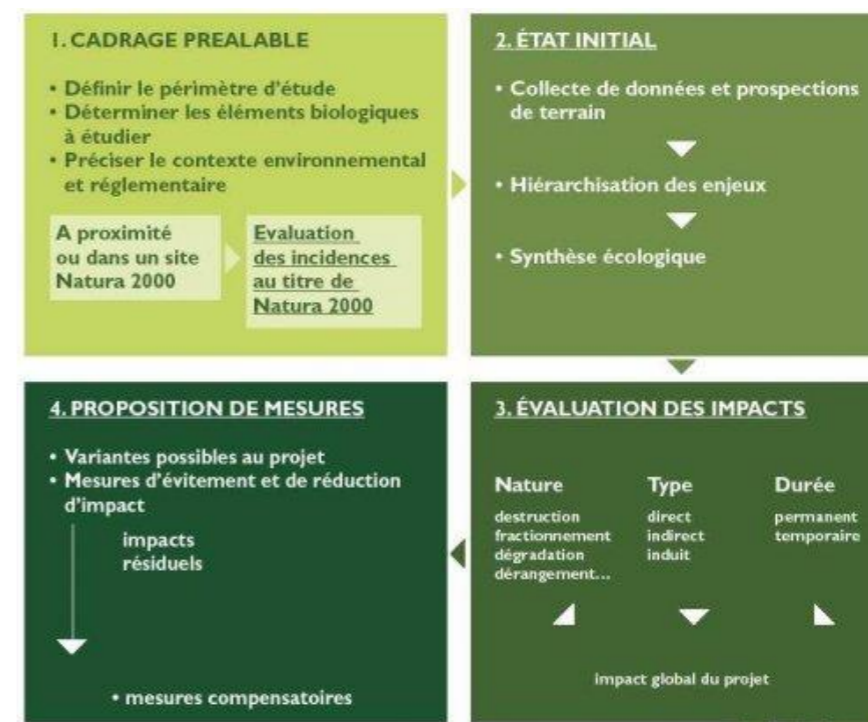 1. CADRAGE PREALABLE
• Définir le périmètre d'étude
• Déterminer les éléments biologiques
à étudier
• Préciser le contexte environnemental
et réglementaire
A proximité
ou dans un site
Natura 2000
Evaluation
des incidences
au titre de
Natura 2000
2. ÉTAT INITIAL
• Collecte de données et prospections
de terrain
• Hiérarchisation des enjeux
• Synthèse écologique
3. ÉVALUATION DES IMPACTS
Nature
destruction
fractionnement
dégradation
dérangement...
Type
direct
indirect
induit
Durée
permanent
temporaire
impact global du projet
4. PROPOSITION DE MESURES
• Variantes possibles au projet
• Mesures d'évitement et de réduction
d'impact
impacts
résiduels
• mesures compensatoires